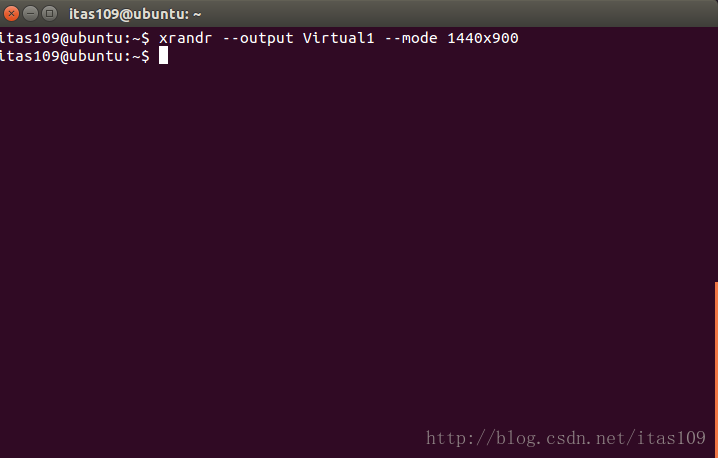 itas109@ubuntu: ~
itas109@ubuntu:~$ xrandr --output Virtual1 --mode 1440x900
itas109@ubuntu:~$
http://blog.csdn.net/itas109